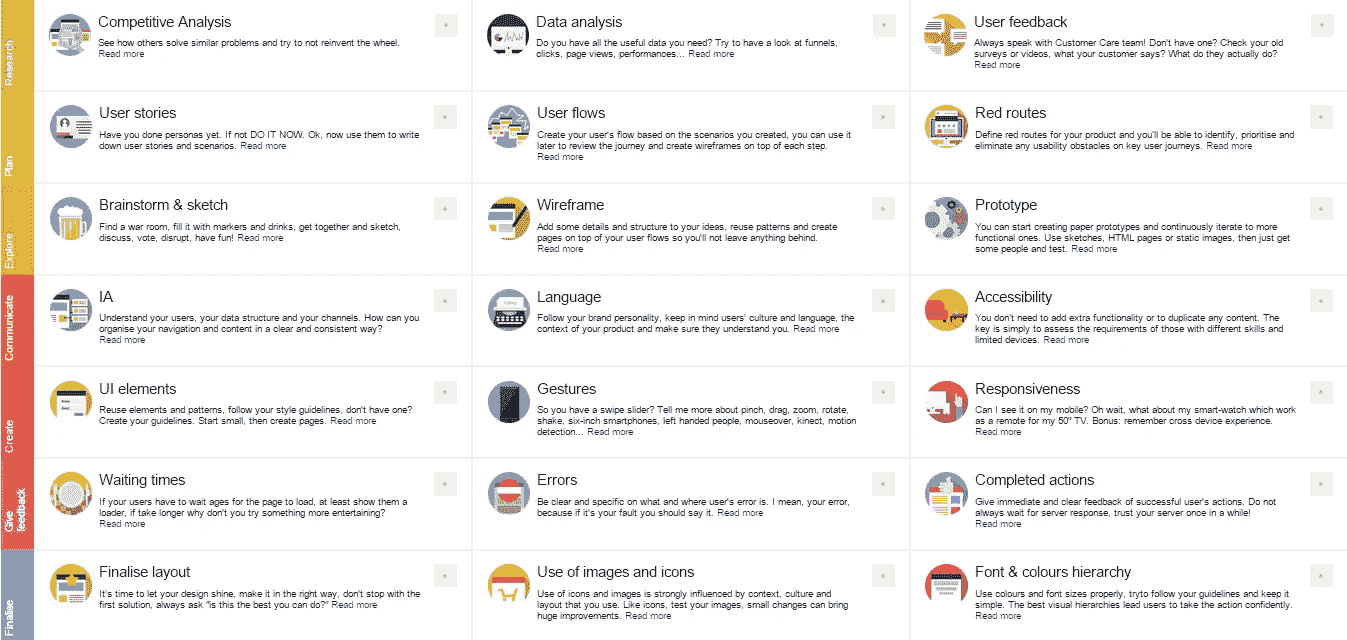 Research
Competitive Analysis
See how others solve similar problems and try to not reinvent the wheel.
Read more
Data analysis
Do you have all the useful data you need? Try to have a look at funnels,
clicks, page views, performances... Read more
User feedback
Always speak with Customer Care team! Don't have one? Check your old
surveys or videos, what your customer says? What do they actually do?
Read more
Plan
User stories
Have you done personas yet. If not DO IT NOW. Ok, now use them to write
down user stories and scenarios. Read more
User flows
Create your user's flow based on the scenarios you created, you can use it
later to review the journey and create wireframes on top of each step.
Read more
Red routes
Define red routes for your product and you'll be able to identify, prioritise and
eliminate any usability obstacles on key user journeys. Read more
Explore
Brainstorm & sketch
Find a war room, fill it with markers and drinks, get together and sketch,
discuss, vote, disrupt, have fun! Read more
Wireframe
Add some details and structure to your ideas, reuse patterns and create
pages on top of your user flows so you'll not leave anything behind.
Read more
Prototype
You can start creating paper prototypes and continuously iterate to more
functional ones. Use sketches, HTML pages or static images, then just get
some people and test. Read more
Communicate
IA
Understand your users, your data structure and your channels. How can you
organise your navigation and content in a clear and consistent way?
Read more
Language
Follow your brand personality, keep in mind users' culture and language, the
context of your product and make sure they understand you. Read more
Accessibility
You don't need to add extra functionality or to duplicate any content. The
key is simply to assess the requirements of those with different skills and
limited devices. Read more
Create
UI elements
Reuse elements and patterns, follow your style guidelines, don't have one?
Create your guidelines. Start small, then create pages. Read more
Gestures
So you have a swipe slider? Tell me more about pinch, drag, zoom, rotate,
shake, six-inch smartphones, left handed people, mouseover, kinect, motion
detection... Read more
Responsiveness
Can I see it on my mobile? Oh wait, what about my smart-watch which work
as a remote for my 50" TV. Bonus: remember cross device experience.
Read more
Give
feedback
Waiting times
If your users have to wait ages for the page to load, at least show them a
loader, if take longer why don't you try something more entertaining?
Read more
Errors
Be clear and specific on what and where user's error is. I mean, your error,
because if it's your fault you should say it. Read more
Completed actions
Give immediate and clear feedback of successful user's actions. Do not
always wait for server response, trust your server once in a while!
Read more
Finalise
Finalise layout
It's time to let your design shine, make it in the right way, don't stop with the
first solution, always ask "is this the best you can do?" Read more
Use of images and icons
Use of icons and images is strongly influenced by context, culture and
layout that you use. Like icons, test your images, small changes can bring
huge improvements. Read more
Font & colours hierarchy
Use colours and font sizes properly, tryto follow your guidelines and keep it
simple. The best visual hierarchies lead users to take the action confidently.
Read more